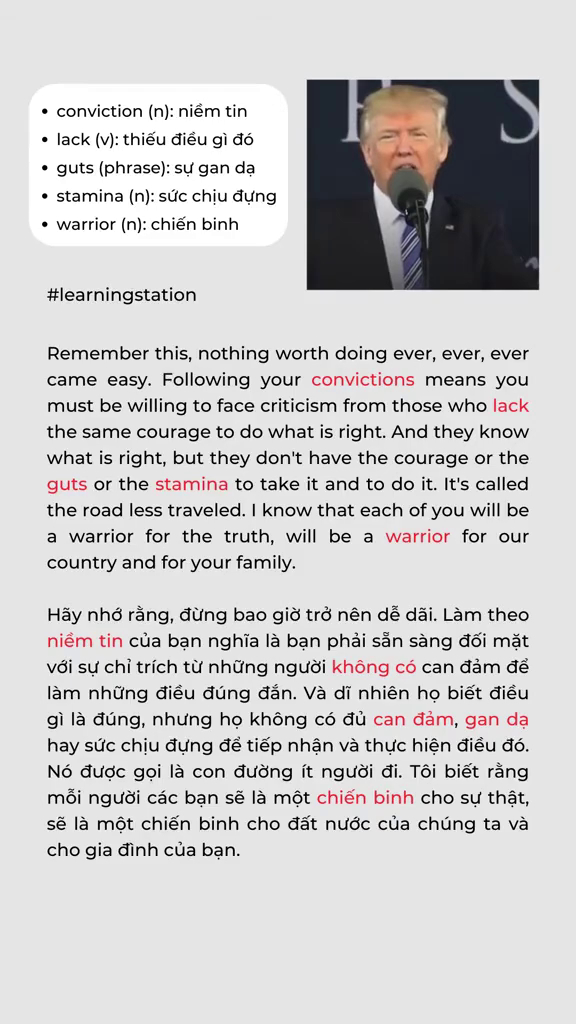 • conviction (n): niềm tin
• lack (v): thiếu điều gì đó
• guts (phrase): sự gan dạ
• stamina (n): sức chịu đựng
• warrior (n): chiến binh
H S
#learningstation
Remember this, nothing worth doing ever, ever, ever
came easy. Following your convictions means you
must be willing to face criticism from those who lack
the same courage to do what is right. And they know
what is right, but they don't have the courage or the
guts or the stamina to take it and to do it. It's called
the road less traveled. I know that each of you will be
a warrior for the truth, will be a warrior for our
country and for your family.
Hãy nhớ rằng, đừng bao giờ trở nên dễ dãi. Làm theo
niềm tin của bạn nghĩa là bạn phải sẵn sàng đối mặt
với sự chỉ trích từ những người không có can đảm để
làm những điều đúng đắn. Và dĩ nhiên họ biết điều
gì là đúng, nhưng họ không có đủ can đảm, gan dạ
hay sức chịu đựng để tiếp nhận và thực hiện điều đó.
Nó được gọi là con đường ít người đi. Tôi biết rằng
mỗi người các bạn sẽ là một chiến binh cho sự thật,
sẽ là một chiến binh cho đất nước của chúng ta và
cho gia đình của bạn.